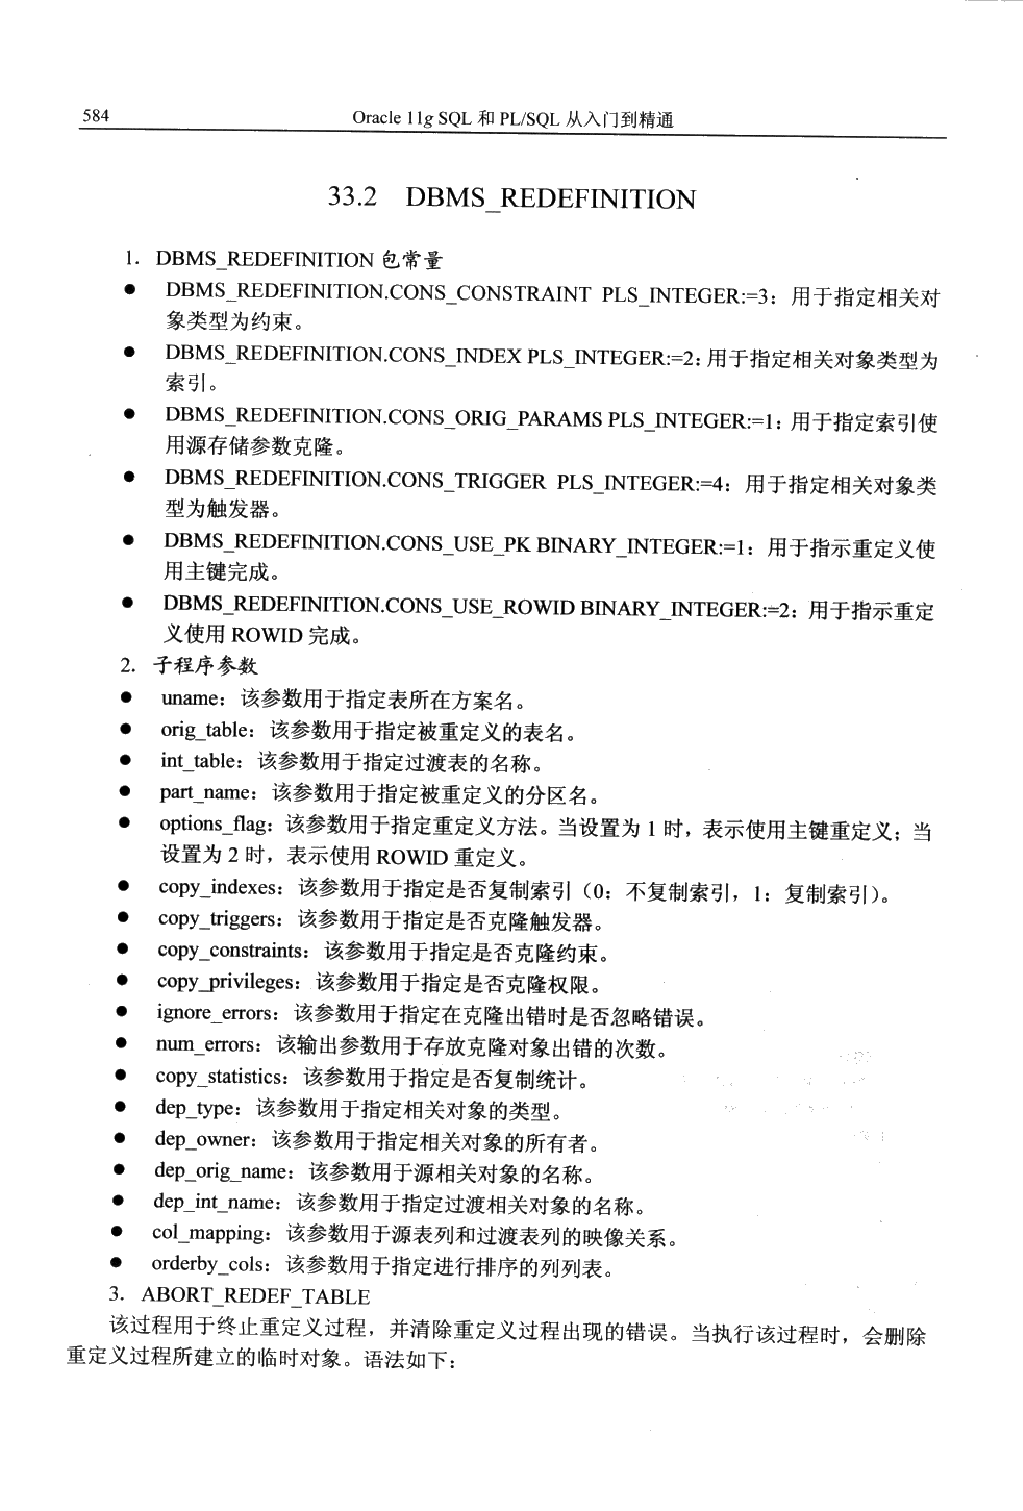 584
Oracle 11g SQL 和 PL/SQL 从入门到精通
33.2 DBMS_REDEFINITION
1. DBMS_REDEFINITION 包常量
● DBMS_REDEFINITION.CONS_CONSTRAINT PLS_INTEGER:=3：用于指定相关对
象类型为约束。
● DBMS_REDEFINITION.CONS_INDEX PLS_INTEGER:=2：用于指定相关对象类型为
索引。
● DBMS_REDEFINITION.CONS_ORIG_PARAMS PLS_INTEGER:=1：用于指定索引使
用源存储参数克隆。
● DBMS_REDEFINITION.CONS_TRIGGER PLS_INTEGER:=4：用于指定相关对象类
型为触发器。
● DBMS_REDEFINITION.CONS_USE_PK BINARY_INTEGER:=1：用于指示重定义使
用主键完成。
● DBMS_REDEFINITION.CONS_USE_ROWID BINARY_INTEGER:=2：用于指示重定
义使用 ROWID 完成。
2. 子程序参数
● uname：该参数用于指定表所在方案名。
● orig_table：该参数用于指定被重定义的表名。
● int_table：该参数用于指定过渡表的名称。
● part_name：该参数用于指定被重定义的分区名。
● options_flag：该参数用于指定重定义方法。当设置为 1 时，表示使用主键重定义；当
设置为 2 时，表示使用 ROWID 重定义。
● copy_indexes：该参数用于指定是否复制索引（0：不复制索引，1：复制索引）。
● copy_triggers：该参数用于指定是否克隆触发器。
● copy_constraints：该参数用于指定是否克隆约束。
● copy_privileges：该参数用于指定是否克隆权限。
● ignore_errors：该参数用于指定在克隆出错时是否忽略错误。
● num_errors：该输出参数用于存放克隆对象出错的次数。
● copy_statistics：该参数用于指定是否复制统计。
● dep_type：该参数用于指定相关对象的类型。
● dep_owner：该参数用于指定相关对象的所有者。
● dep_orig_name：该参数用于源相关对象的名称。
● dep_int_name：该参数用于指定过渡相关对象的名称。
● col_mapping：该参数用于源表列和过渡表列的映像关系。
● orderby_cols：该参数用于指定进行排序的列列表。
3. ABORT_REDEF_TABLE
该过程用于终止重定义过程，并清除重定义过程出现的错误。当执行该过程时，会删除
重定义过程所建立的临时对象。语法如下：